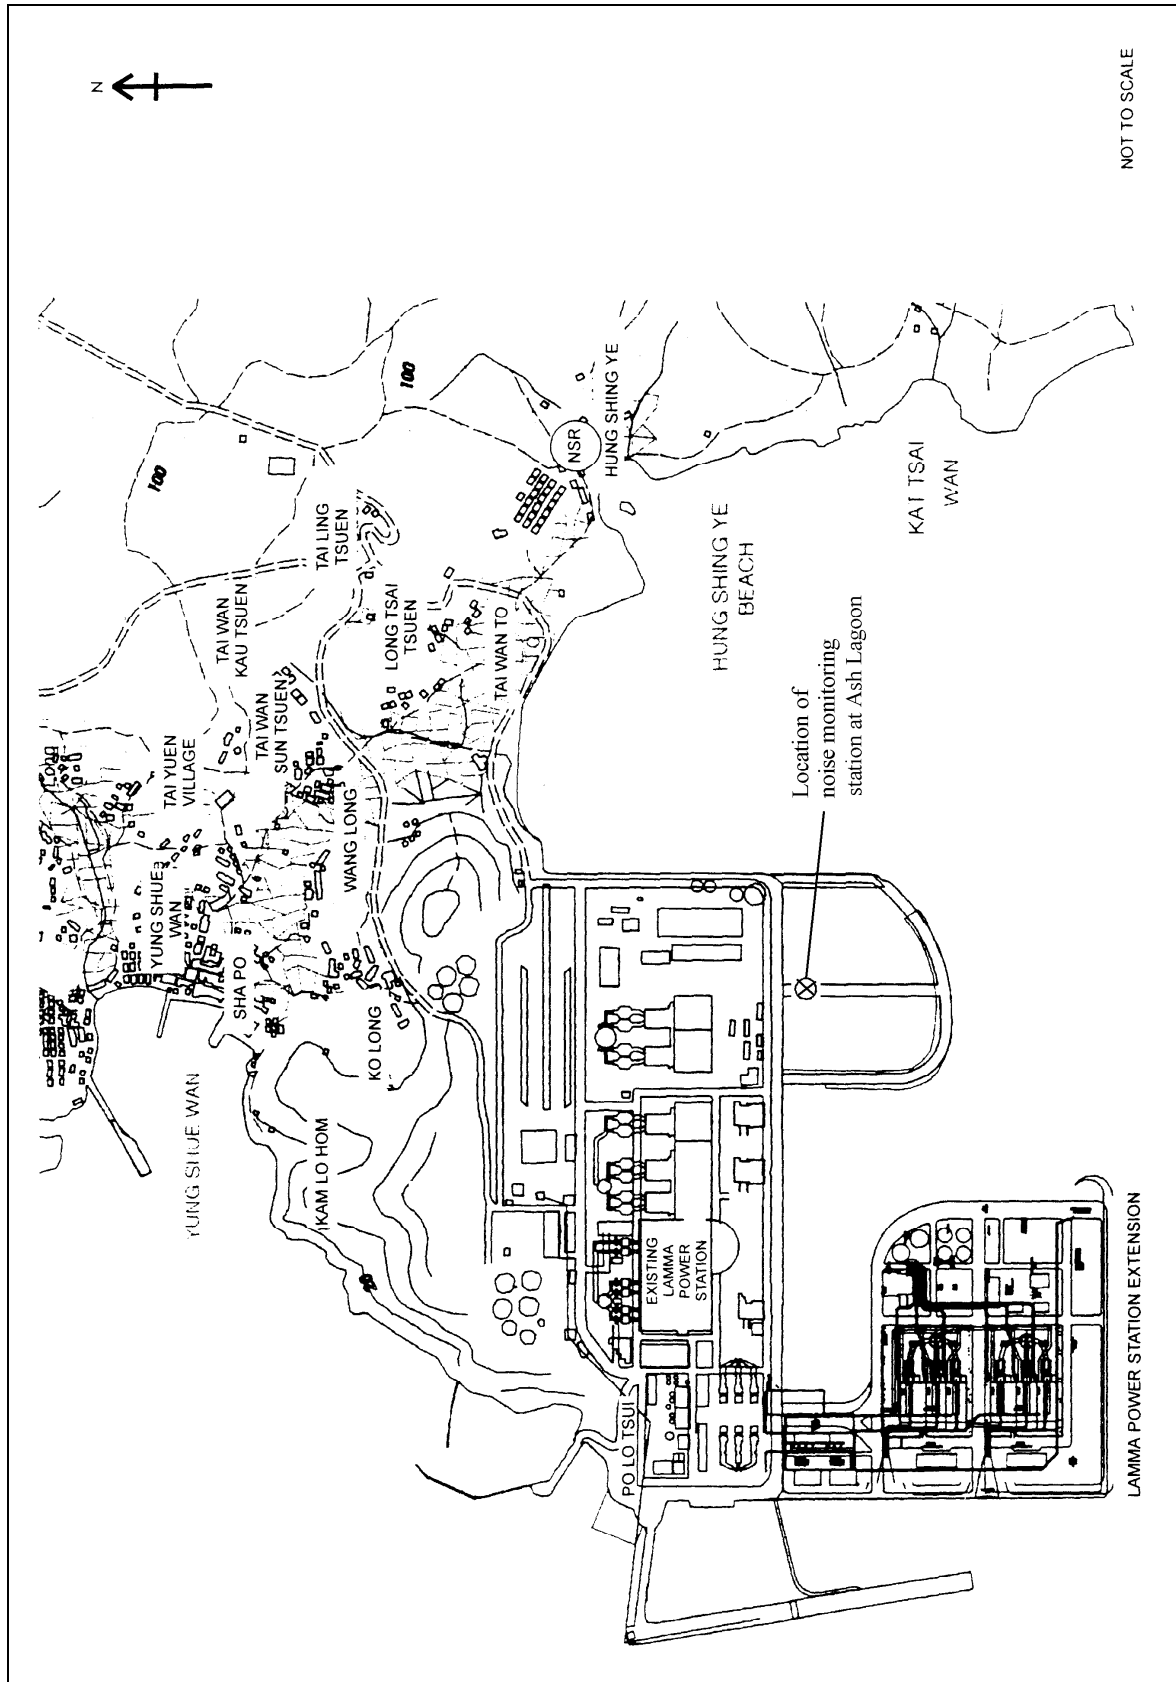 N
NOT TO SCALE
100
100
TAI LING
TSUEN
NSR
HUNG SHING YE
KAI TSAI
WAN
TAI WAN
KAU TSUEN
LONG TSAI
TSUEN
TAI WAN TO
HUNG SHING YE
BEACH
TAI YUEN
VILLAGE
TAI WAN
SUN TSUEN
WANG LONG
Location of
noise monitoring
station at Ash Lagoon
Long
YUNG SHUE
WAN
SHA PO
KO LONG
YUNG SHUE WAN
KAM LO HOM
20
EXISTING
LAMMA
POWER
STATION
PO LO TSUI
LAMMA POWER STATION EXTENSION